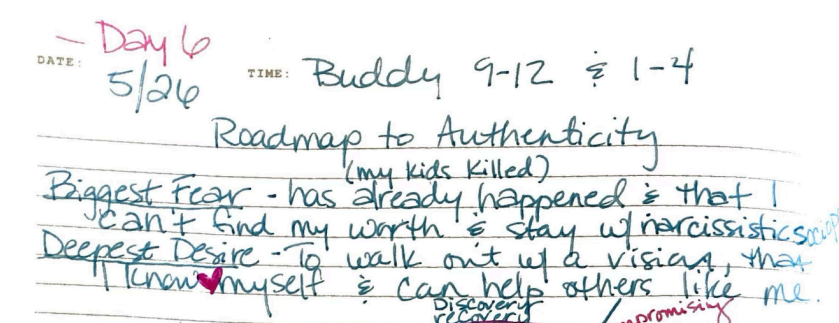 - Day 6
DATE: 5/26 TIME: Buddy 9-12 & 1-4
Roadmap to Authenticity
(my kids killed)
Biggest Fear - has already happened & that I
can't find my worth & stay w/ narcissistic
Deepest Desire - To walk out w/ a vision, that
I know ♥ myself & can help others like me.
Discovery
recovery